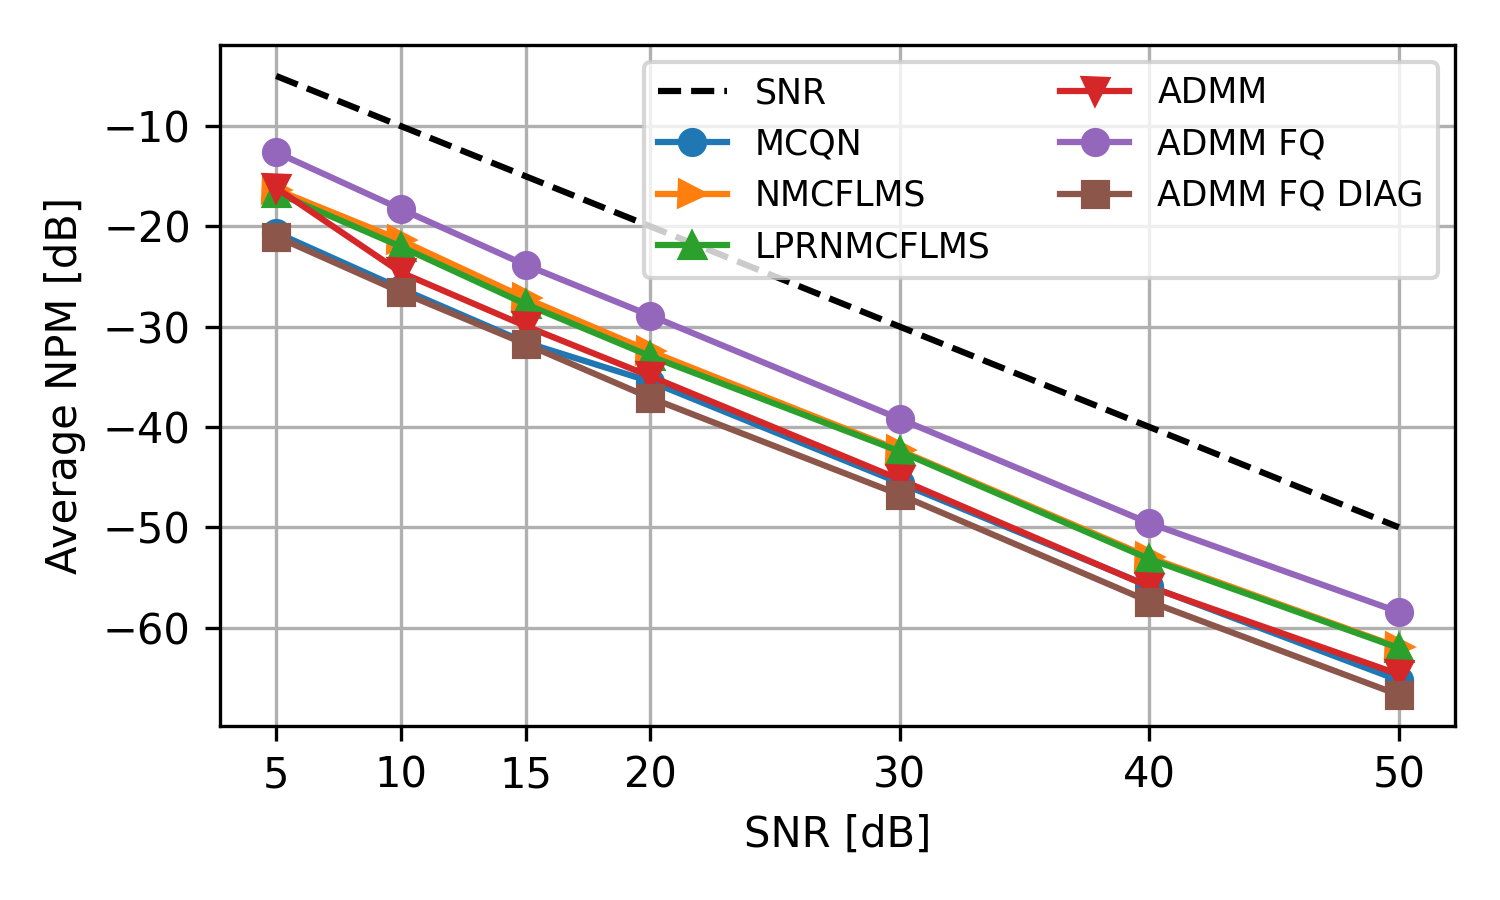 SNR
MCQN
NMCFLMS
LPRNMCFLMS
ADMM
ADMM FQ
ADMM FQ DIAG
Average NPM [dB]
−10
−20
−30
−40
−50
−60
5 10 15 20 30 40 50
SNR [dB]